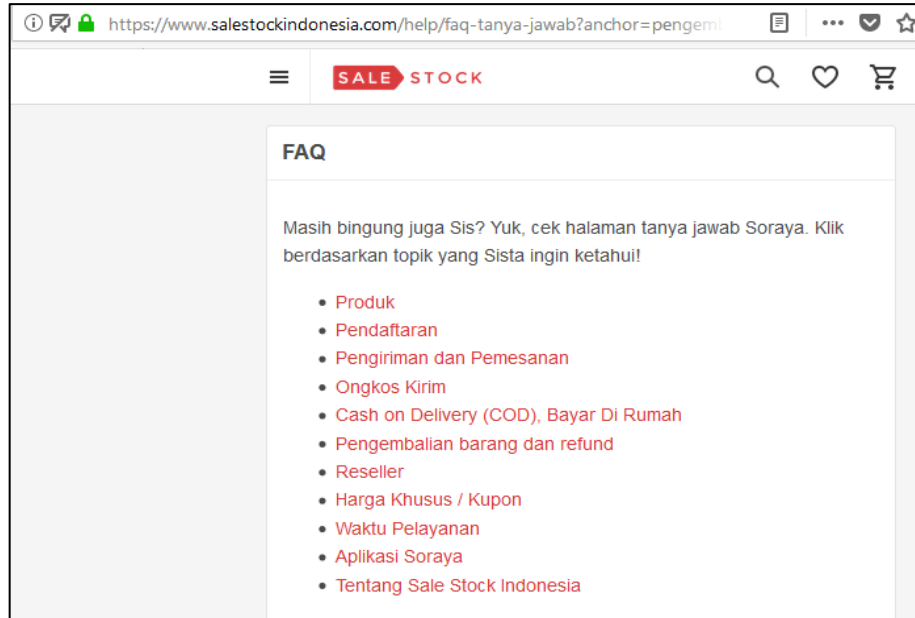 https://www.salestockindonesia.com/help/faq-tanya-jawab?anchor=pengem
SALE STOCK
FAQ
Masih bingung juga Sis? Yuk, cek halaman tanya jawab Soraya. Klik
berdasarkan topik yang Sista ingin ketahui!
Produk
Pendaftaran
Pengiriman dan Pemesanan
Ongkos Kirim
Cash on Delivery (COD), Bayar Di Rumah
Pengembalian barang dan refund
Reseller
Harga Khusus / Kupon
Waktu Pelayanan
Aplikasi Soraya
Tentang Sale Stock Indonesia